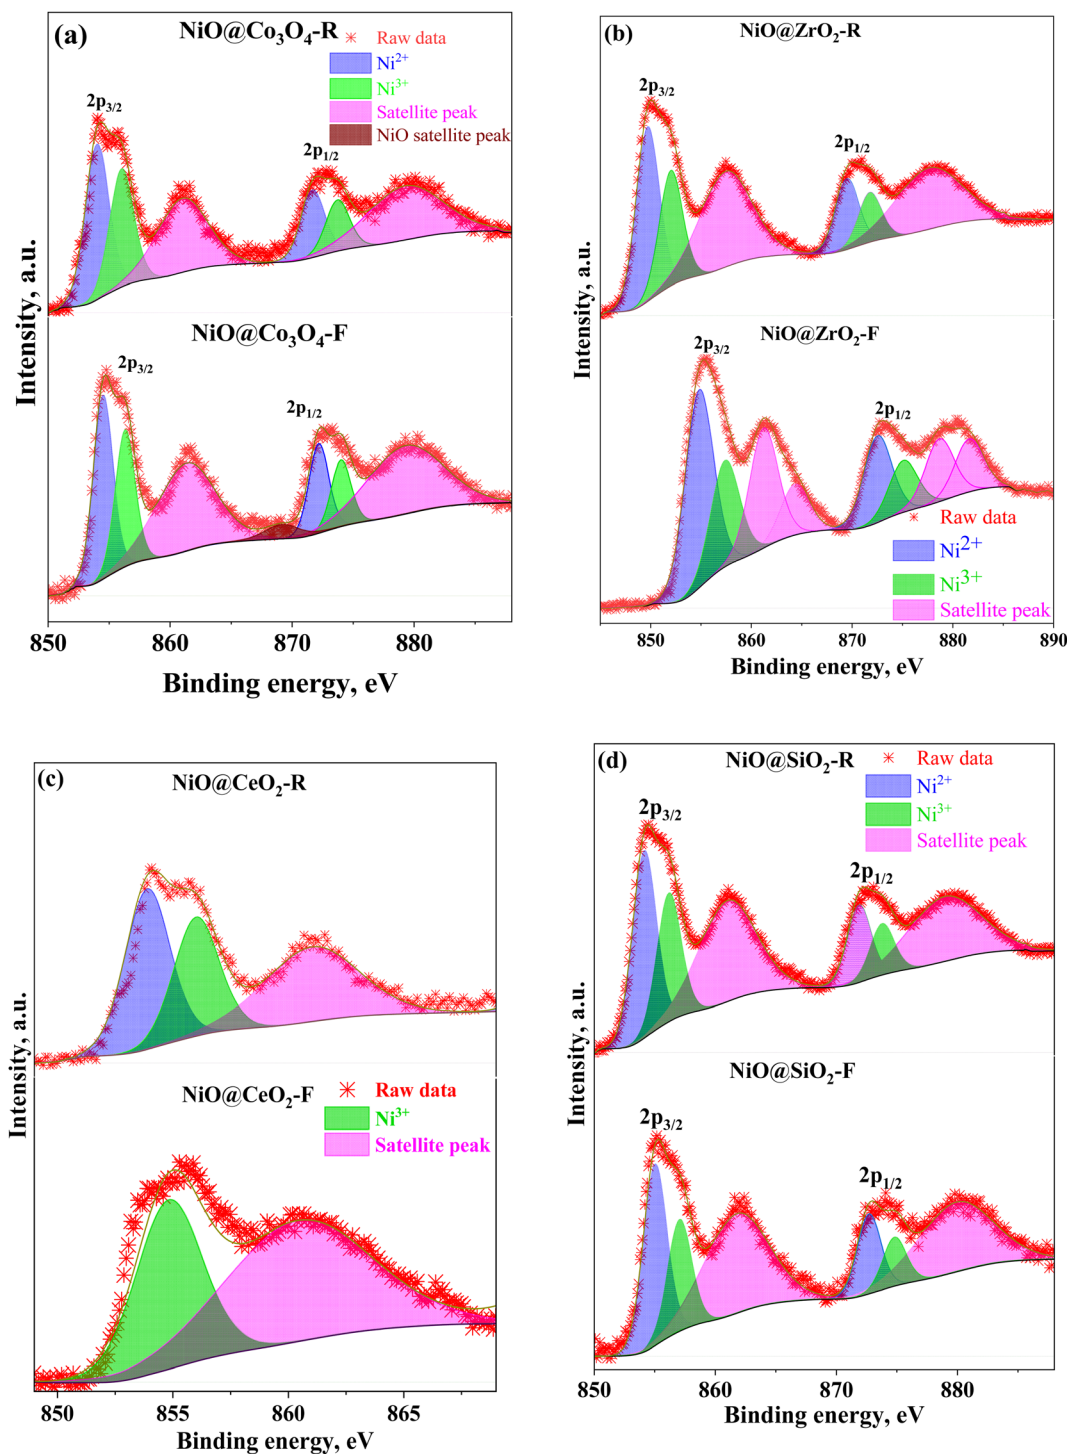 (a)
NiO@Co₃O₄-R
Raw data
Ni²⁺
Ni³⁺
Satellite peak
NiO satellite peak
2p₃/₂
2p₁/₂
NiO@Co₃O₄-F
2p₃/₂
2p₁/₂
Intensity, a.u.
850 860 870 880
Binding energy, eV
(b)
NiO@ZrO₂-R
2p₃/₂
2p₁/₂
NiO@ZrO₂-F
2p₃/₂
2p₁/₂
Raw data
Ni²⁺
Ni³⁺
Satellite peak
Intensity, a.u.
850 860 870 880 890
Binding energy, eV
(c)
NiO@CeO₂-R
NiO@CeO₂-F
Raw data
Ni³⁺
Satellite peak
Intensity, a.u.
850 855 860 865
Binding energy, eV
(d)
NiO@SiO₂-R
Raw data
Ni²⁺
Ni³⁺
Satellite peak
2p₃/₂
2p₁/₂
NiO@SiO₂-F
2p₃/₂
2p₁/₂
Intensity, a.u.
850 860 870 880
Binding energy, eV